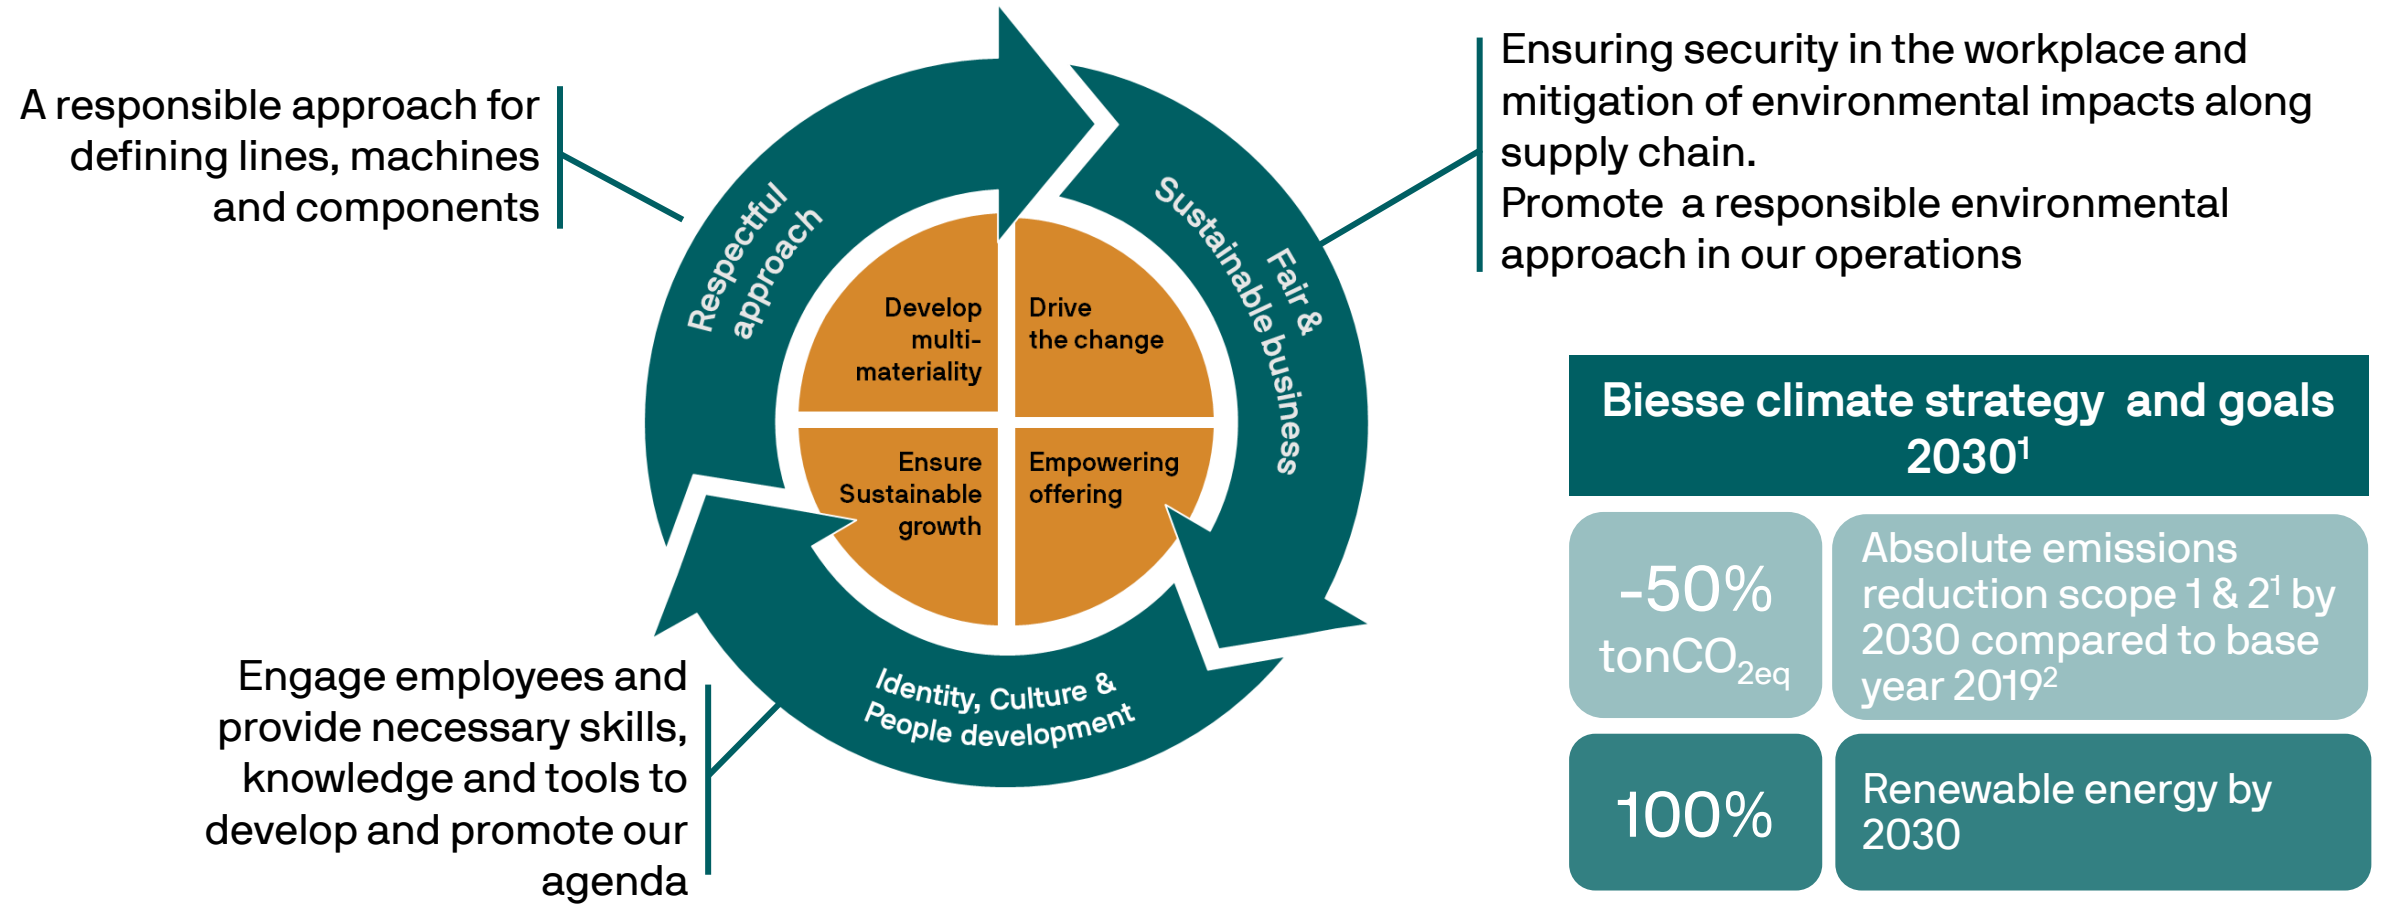 A responsible approach for
defining lines, machines
and components
Respectful
approach
Ensuring security in the workplace and
mitigation of environmental impacts along
supply chain.
Promote  a responsible environmental
approach in our operations
Fair &
Sustainable business
Develop
multi-
materiality
Drive
the change
Ensure
Sustainable
growth
Empowering
offering
Identity, Culture &
People development
Engage employees and
provide necessary skills,
knowledge and tools to
develop and promote our
agenda
Biesse climate strategy  and goals
2030¹
-50%
tonCO₂eq
Absolute emissions
reduction scope 1 & 2¹ by
2030 compared to base
year 2019²
100%
Renewable energy by
2030